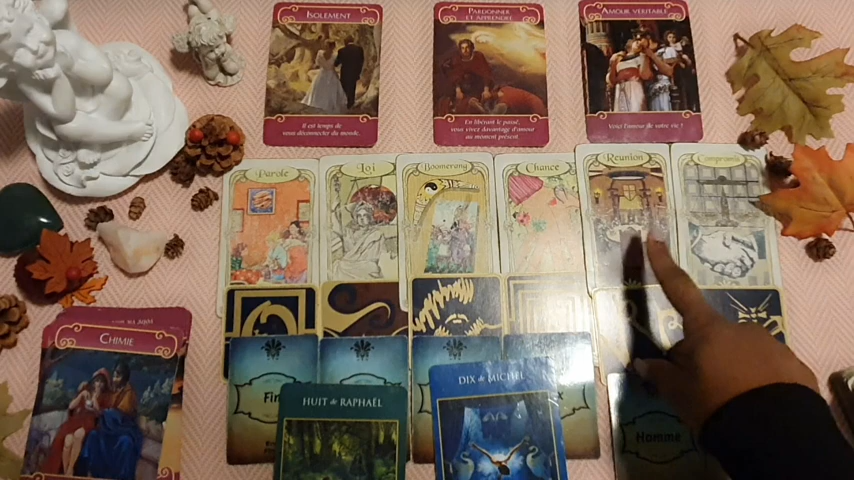 ISOLEMENT
Il est temps de
vous déconnecter du monde.
PARDONNER
ET APPRENDRE
En libérant le passé,
vous vivez davantage d'amour
au moment présent.
AMOUR VÉRITABLE
Voici l'amour de votre vie !
Parole
Loi
Boomerang
Chance
Réunion
Compromis
CHIMIE
Fin
HUIT de RAPHAËL
DIX de MICHEL
Homme